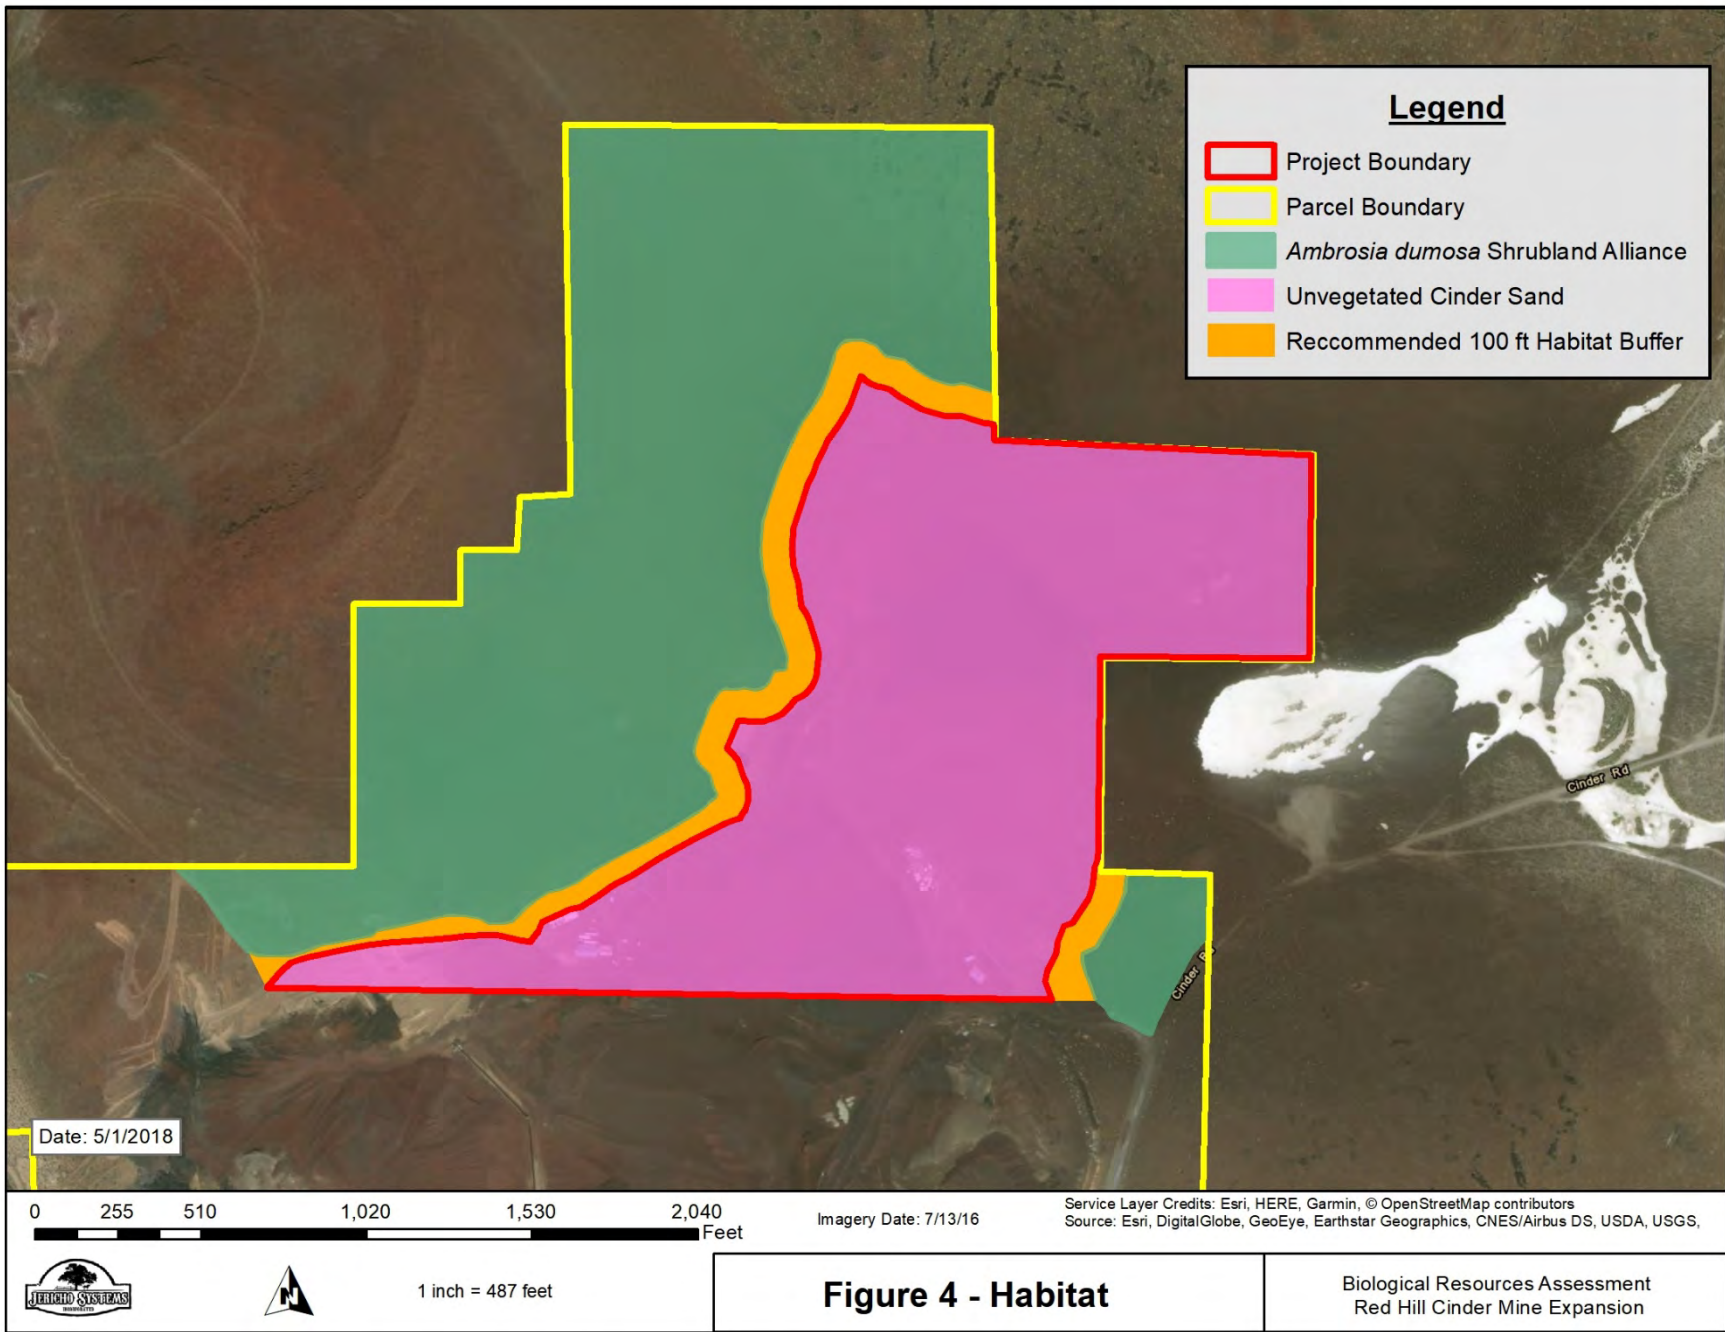 Legend
Project Boundary
Parcel Boundary
Ambrosia dumosa Shrubland Alliance
Unvegetated Cinder Sand
Reccommended 100 ft Habitat Buffer
Cinder Rd
Cinder Rd
Date: 5/1/2018
0 255 510 1,020 1,530 2,040
Feet
Imagery Date: 7/13/16
Service Layer Credits: Esri, HERE, Garmin, © OpenStreetMap contributors
Source: Esri, DigitalGlobe, GeoEye, Earthstar Geographics, CNES/Airbus DS, USDA, USGS,
JERICHO SYSTEMS
INCORPORATED
N
1 inch = 487 feet
Figure 4 - Habitat
Biological Resources Assessment
Red Hill Cinder Mine Expansion